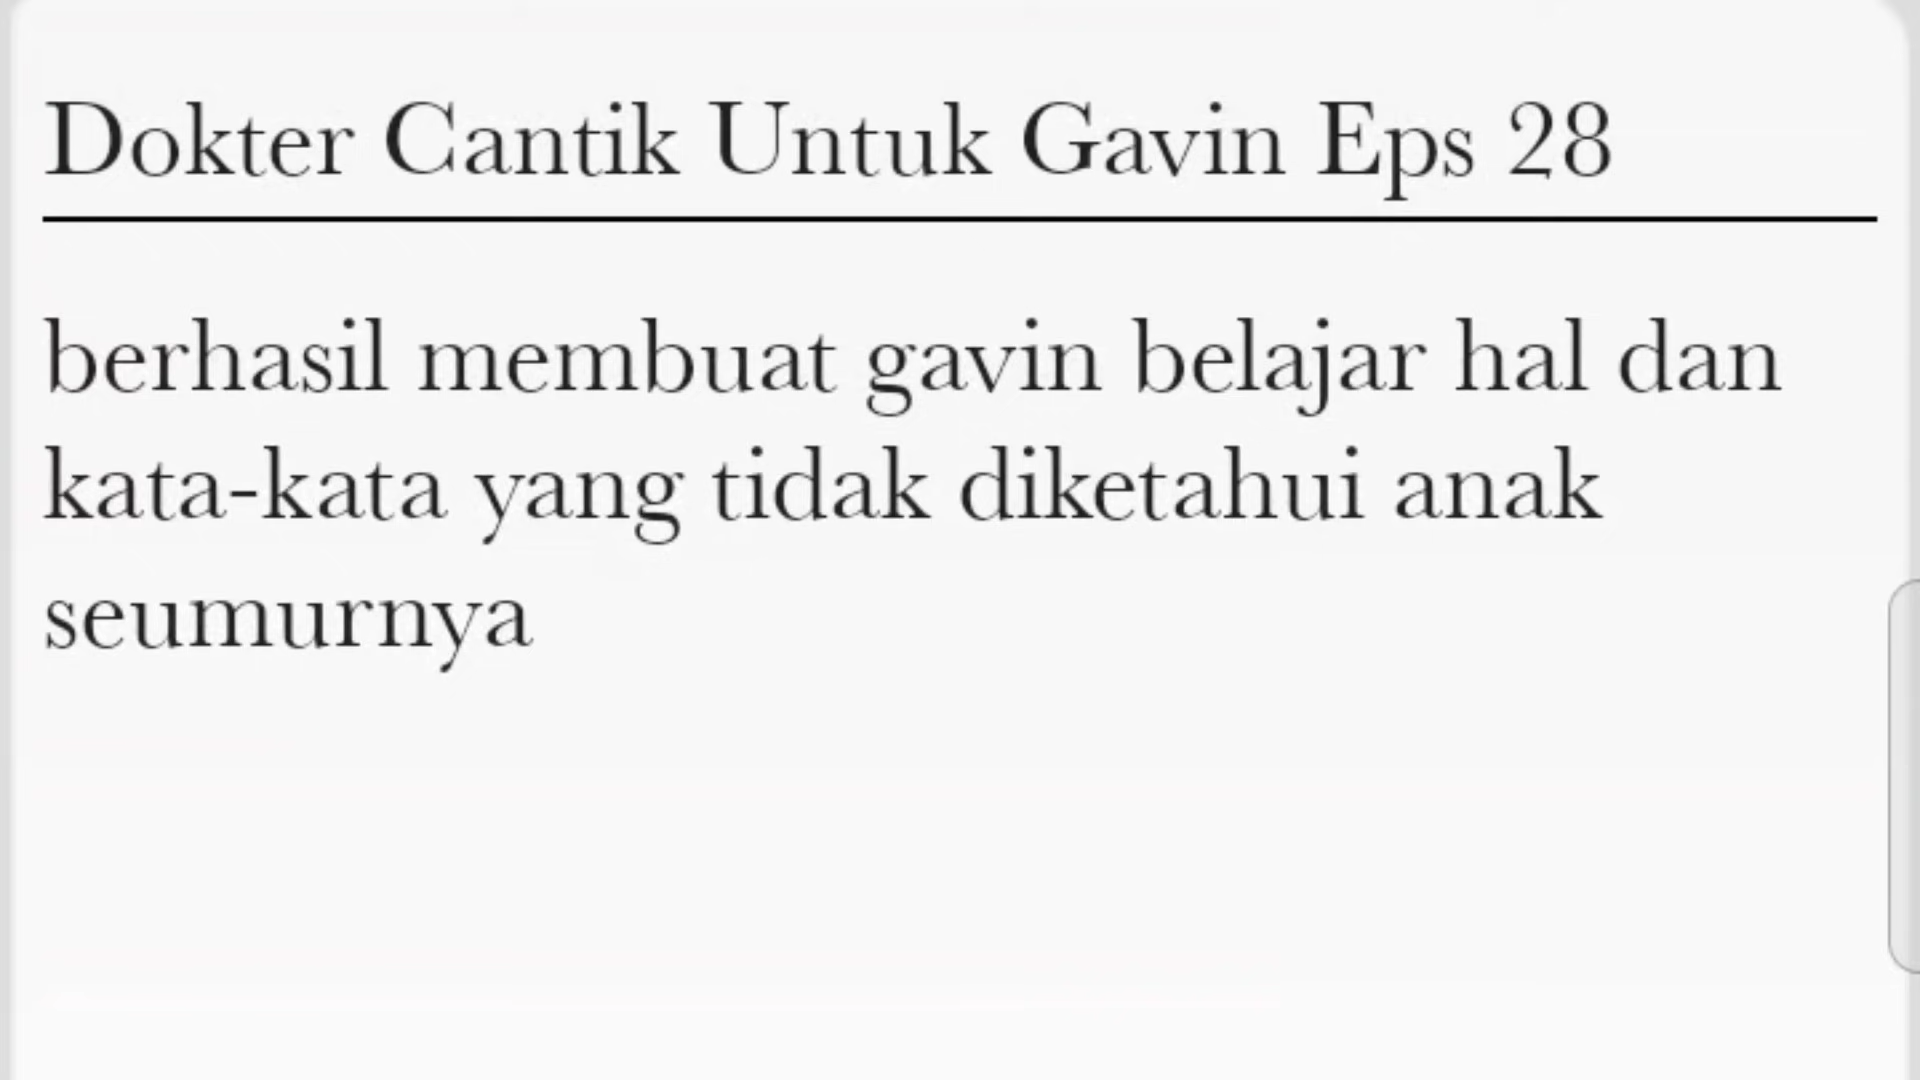 Dokter Cantik Untuk Gavin Eps 28
berhasil membuat gavin belajar hal dan
kata-kata yang tidak diketahui anak
seumurnya